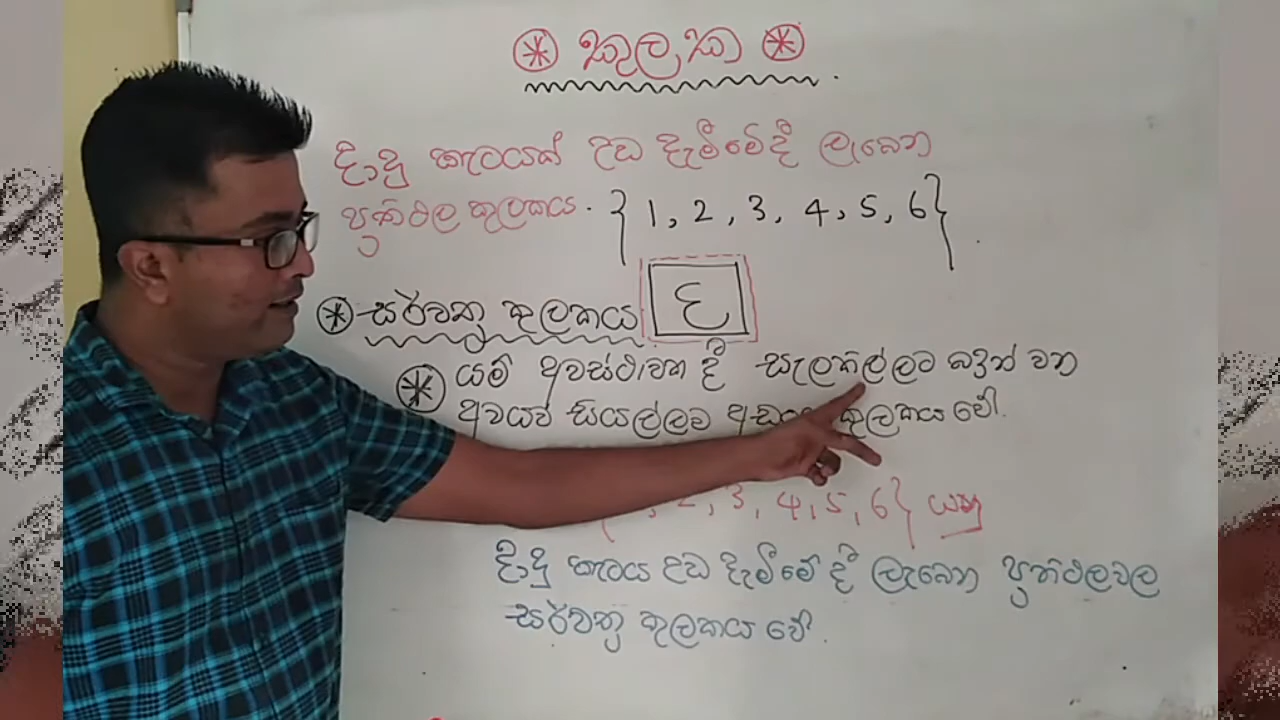 කුලක
දාදු කැටයක් උඩ දැමීමේදී ලැබෙන
ප්‍රතිඵල කුලකය. {1, 2, 3, 4, 5, 6}
සර්වත්‍ර කුලකය ε
යම් අවස්ථාවක දී සැලකිල්ලට බඳුන් වන
අවයව සියල්ලම කුලකය වේ.
2, 3, 4, 5, 6} යනු
දාදු කැටය උඩ දැමීමේ දී ලැබෙන ප්‍රතිඵලවල
සර්වත්‍ර කුලකය වේ.